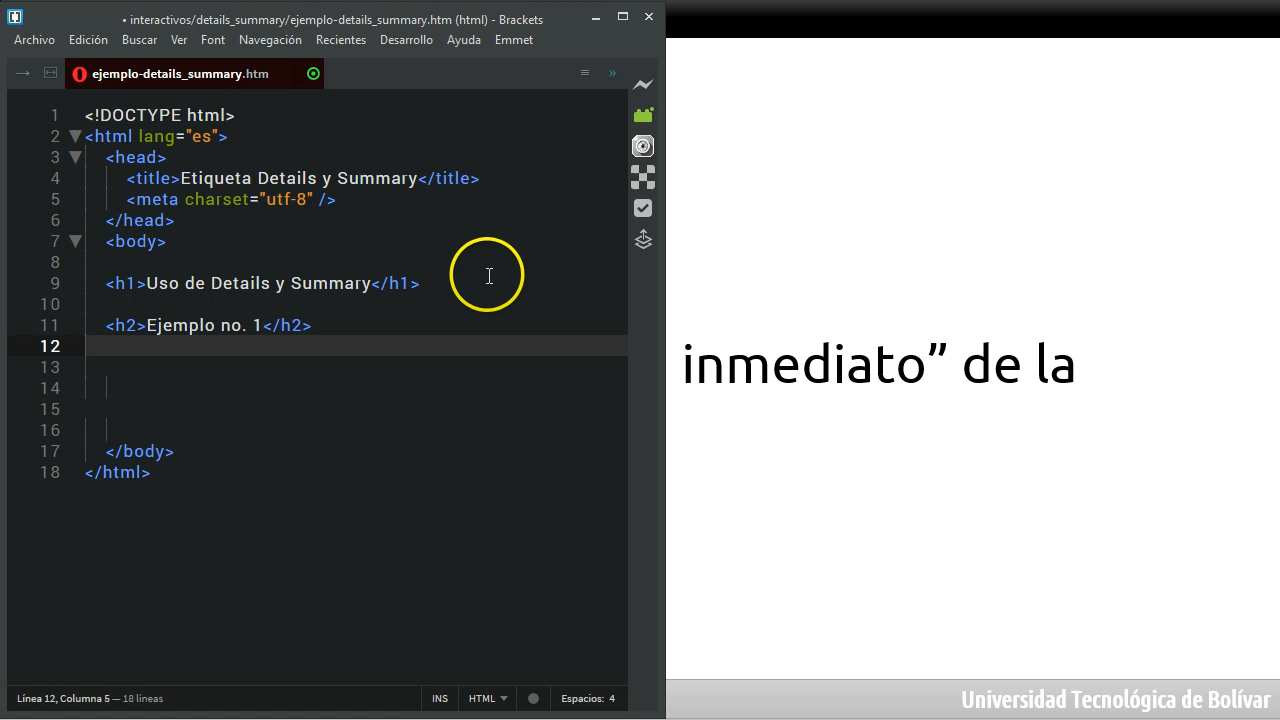 • interactivos/details_summary/ejemplo-details_summary.htm (html) - Brackets
Archivo Edición Buscar Ver Font Navegación Recientes Desarrollo Ayuda Emmet
ejemplo-details_summary.htm
1 <!DOCTYPE html>
2 <html lang="es">
3 <head>
4 <title>Etiqueta Details y Summary</title>
5 <meta charset="utf-8" />
6 </head>
7 <body>
8
9 <h1>Uso de Details y Summary</h1>
10
11 <h2>Ejemplo no. 1</h2>
12
13
14
15
16
17 </body>
18 </html>
Línea 12, Columna 5 — 18 líneas INS HTML Espacios: 4
inmediato” de la
Universidad Tecnológica de Bolívar